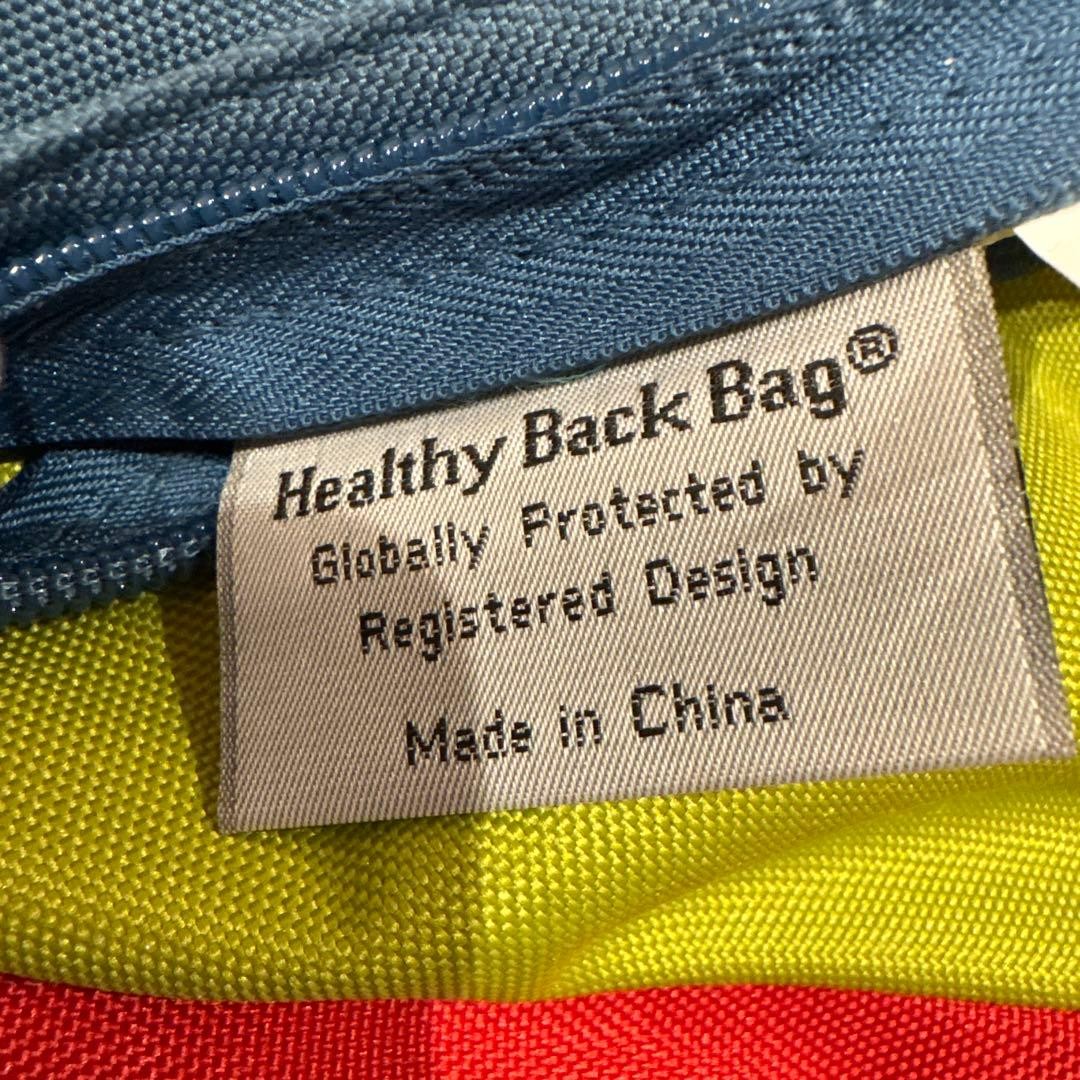 Healthy Back Bag®
Globally Protected by
Registered Design
Made in China